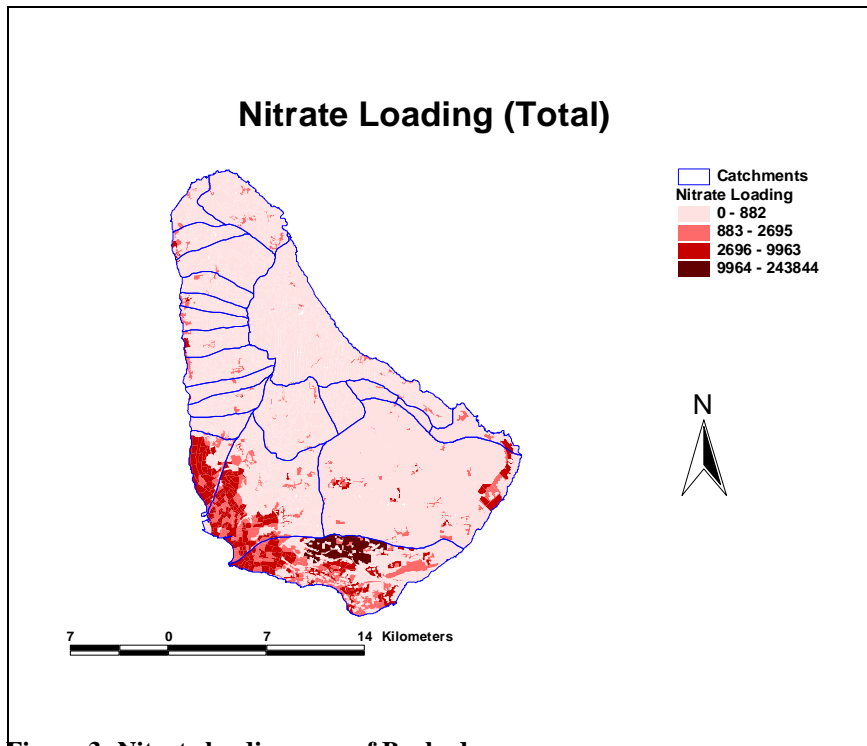 Nitrate Loading (Total)
Catchments
Nitrate Loading
0 - 882
883 - 2695
2696 - 9963
9964 - 243844
N
7 0 7 14 Kilometers